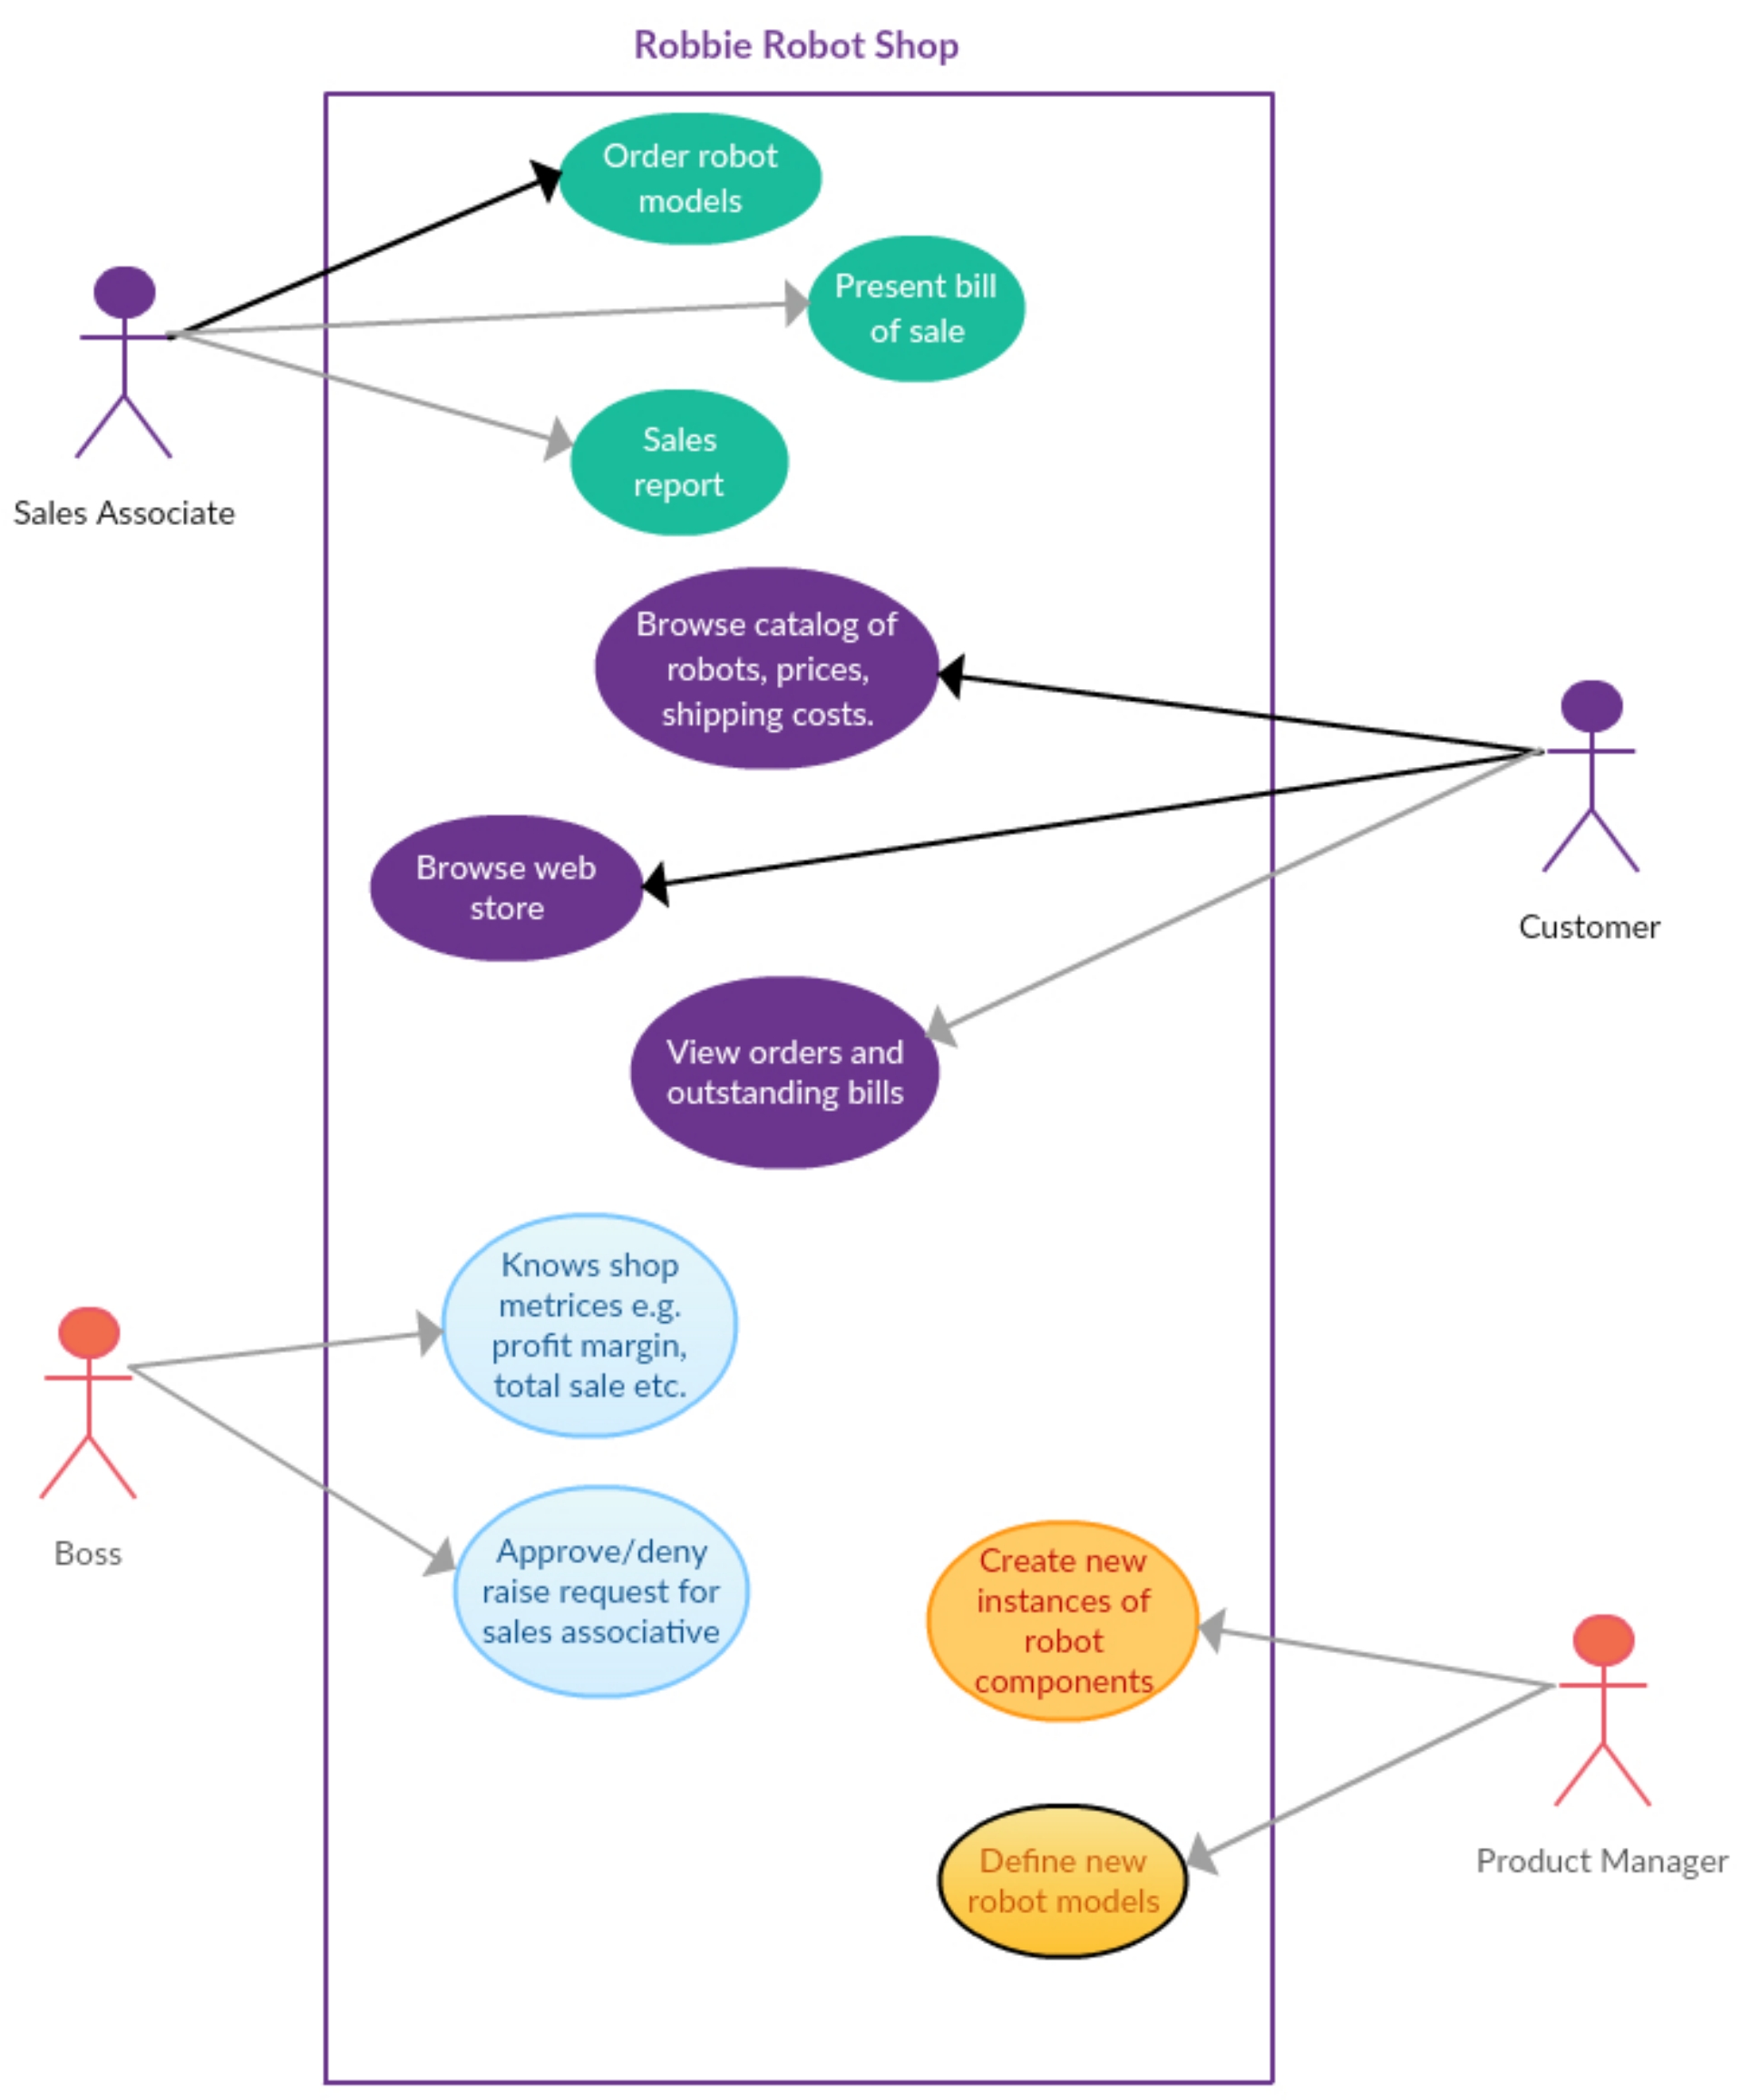 Robbie Robot Shop
Order robot
models
Present bill
of sale
Sales
report
Sales Associate
Browse catalog of
robots, prices,
shipping costs.
Browse web
store
Customer
View orders and
outstanding bills
Knows shop
metrices e.g.
profit margin,
total sale etc.
Boss
Approve/deny
raise request for
sales associative
Create new
instances of
robot
components
Define new
robot models
Product Manager